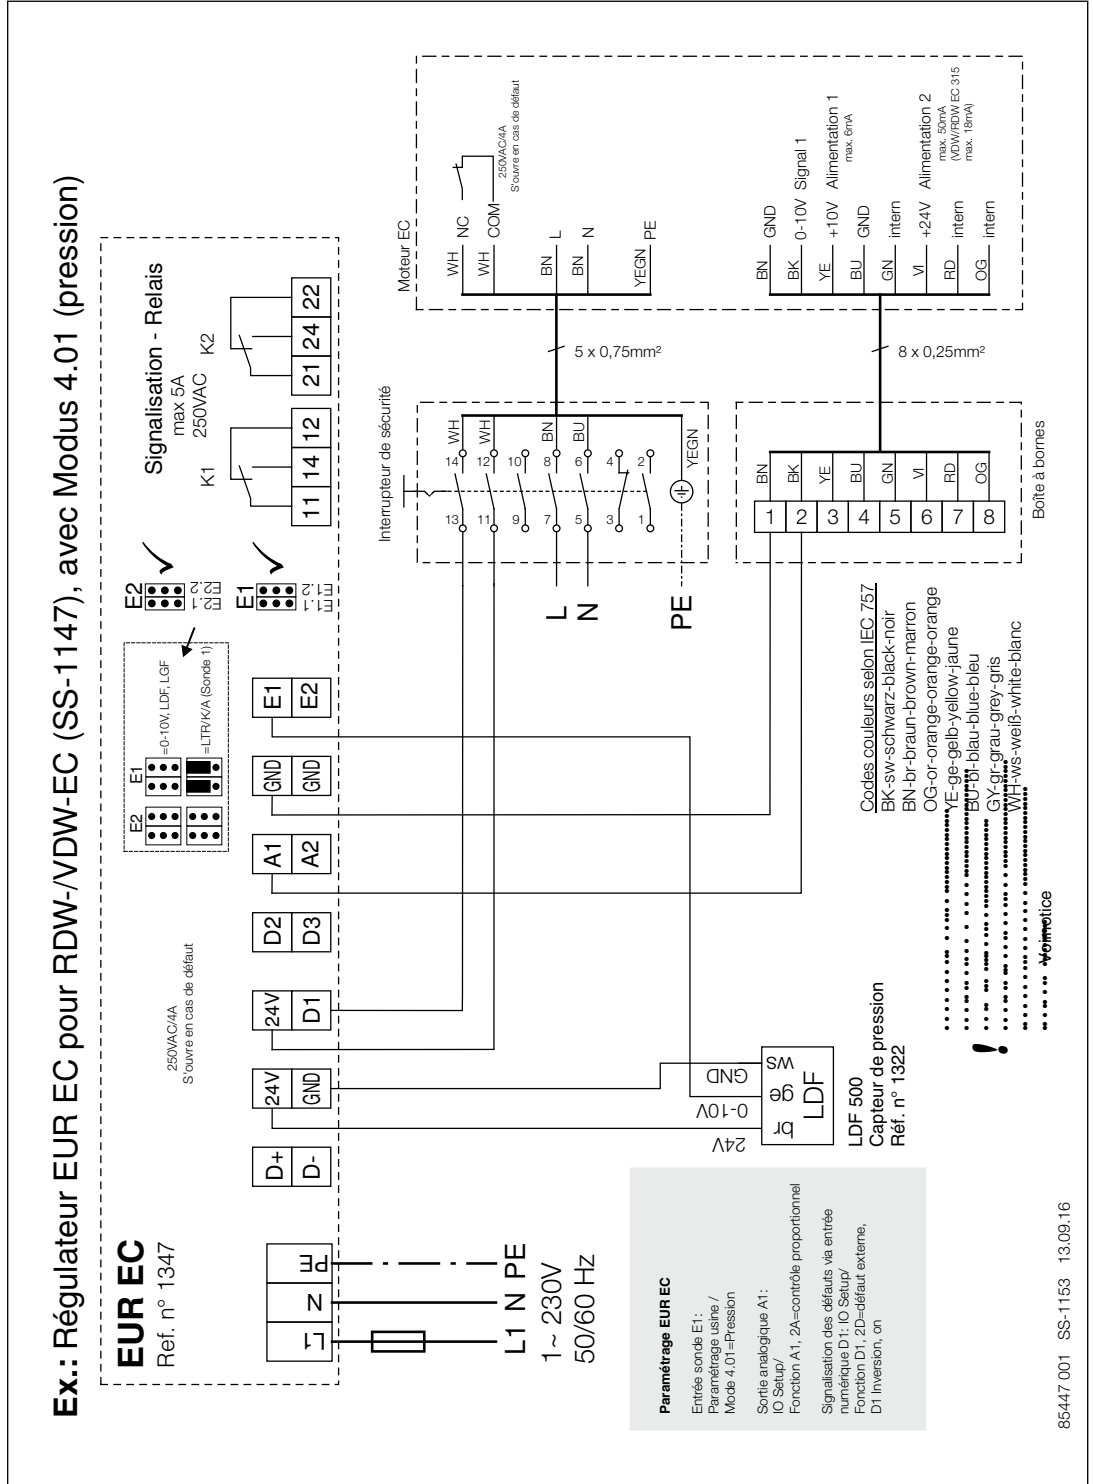 Ex.: Régulateur EUR EC pour RDW-/VDW-EC (SS-1147), avec Modus 4.01 (pression)
EUR EC
Ref. n° 1347
250VAC/4A
S'ouvre en cas de défaut
E2 E1
=0-10V, LDF, LGF
=LTR/K/A (Sonde 1)
E2
E2.1
E2.2
E1
E1.1
E1.2
Signalisation - Relais
max 5A
250VAC
K1
K2
11 14 12
21 24 22
L1 N PE
D+
D-
24V
GND
24V
D1
D2
D3
A1
A2
GND
GND
E1
E2
L1 N PE
1~ 230V
50/60 Hz
Interrupteur de sécurité
13 14 WH
11 12 WH
9 10
7 8 BN
5 6 BU
3 4
1 2
YEGN
L
N
PE
5 x 0,75mm²
8 x 0,25mm²
Moteur EC
WH NC
WH COM
250VAC/4A
S'ouvre en cas de défaut
BN L
BN N
YEGN PE
BN GND
BK 0-10V Signal 1
YE +10V Alimentation 1
max. 6mA
BU GND
GN intern
VI +24V Alimentation 2
max. 50mA
(VDW/RDW EC 315
max. 18mA)
RD intern
OG intern
Boîte à bornes
1 BN
2 BK
3 YE
4 BU
5 GN
6 VI
7 RD
8 OG
24V
0-10V
GND
br ge ws
LDF
LDF 500
Capteur de pression
Réf. n° 1322
Codes couleurs selon IEC 757
BK-sw-schwarz-black-noir
BN-br-braun-brown-marron
OG-or-orange-orange-orange
YE-ge-gelb-yellow-jaune
BU-bl-blau-blue-bleu
GY-gr-grau-grey-gris
WH-ws-weiß-white-blanc
!
Paramétrage EUR EC
Entrée sonde E1:
Paramétrage usine /
Mode 4.01=Pression
Sortie analogique A1:
IO Setup/
Fonction A1, 2A=contrôle proportionnel
Signalisation des défauts via entrée
numérique D1: IO Setup/
Fonction D1, 2D=défaut externe,
D1 Inversion, on
85447 001 SS-1153 13.09.16